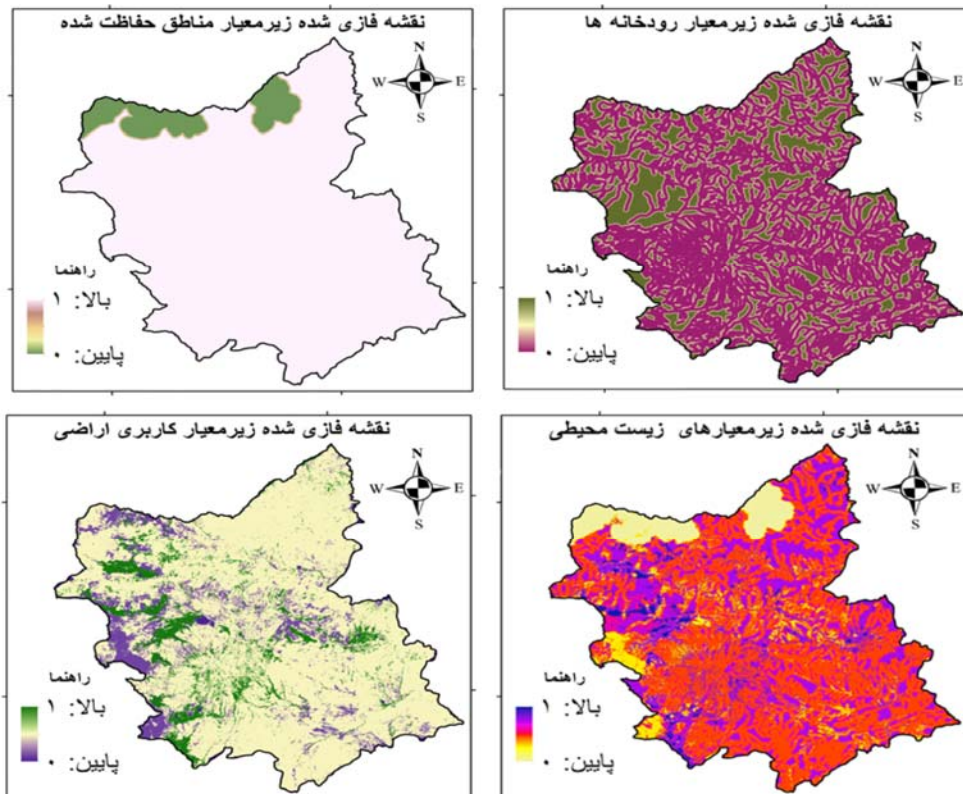 نقشه فازی شده زیرمعیار رودخانه ها
N
W E
S
راهنما
بالا: ۱
پایین: ۰
نقشه فازی شده زیرمعیار مناطق حفاظت شده
N
W E
S
راهنما
بالا: ۱
پایین: ۰
نقشه فازی شده زیرمعیارهای زیست محیطی
N
W E
S
راهنما
بالا: ۱
پایین: ۰
نقشه فازی شده زیرمعیار کاربری اراضی
N
W E
S
راهنما
بالا: ۱
پایین: ۰